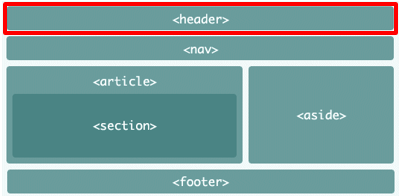 <header>
<nav>
<article>
<section>
<aside>
<footer>